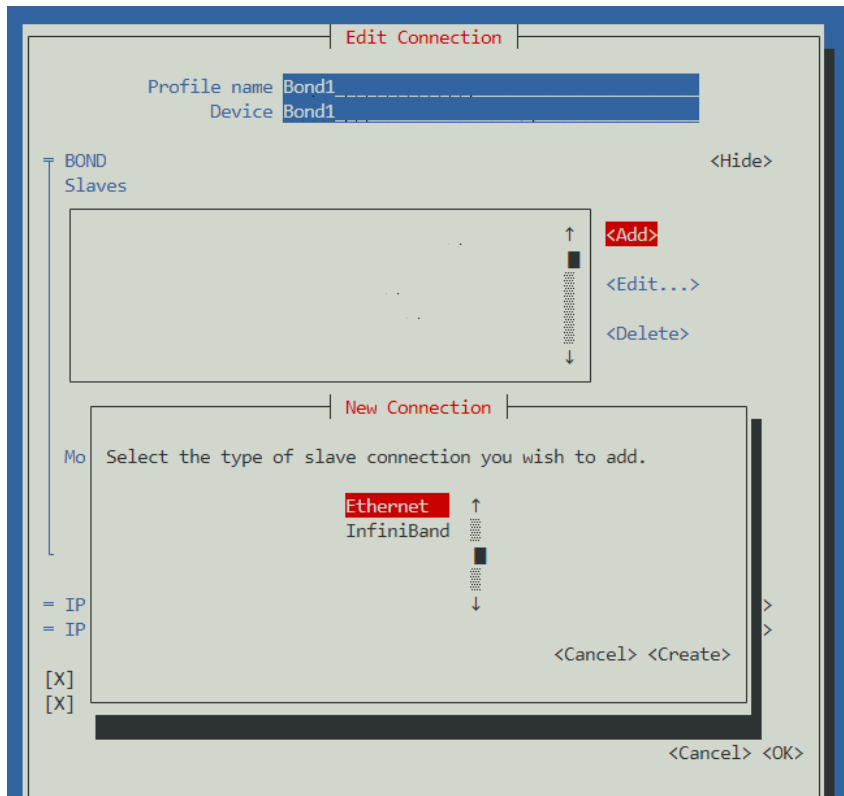 Edit Connection
Profile name Bond1
Device Bond1
BOND <Hide>
Slaves
<Add>
<Edit...>
<Delete>
New Connection
Mo Select the type of slave connection you wish to add.
Ethernet
InfiniBand
= IP >
= IP >
<Cancel> <Create>
[X]
[X]
<Cancel> <OK>